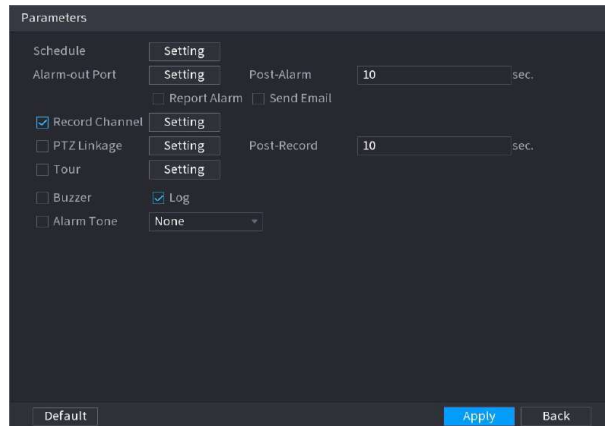 Parameters
Schedule Setting
Alarm-out Port Setting Post-Alarm 10 sec.
Report Alarm Send Email
Record Channel Setting
PTZ Linkage Setting Post-Record 10 sec.
Tour Setting
Buzzer Log
Alarm Tone None
Default Apply Back